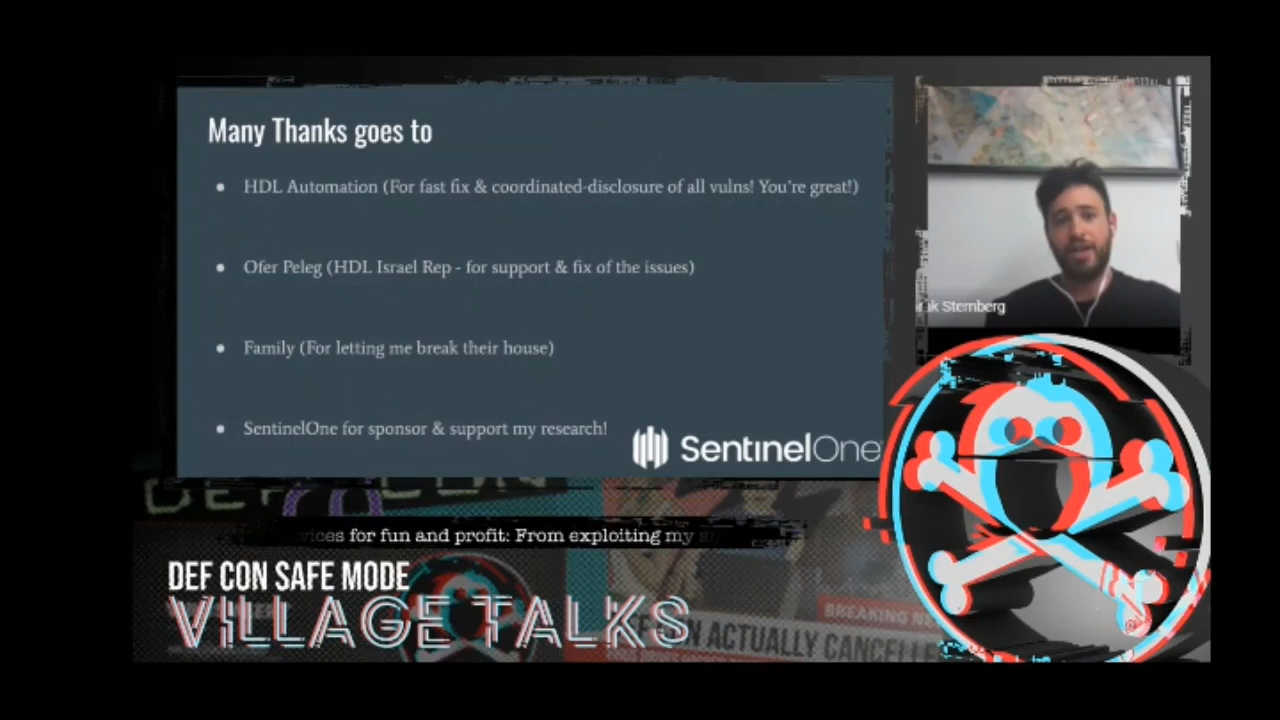 Many Thanks goes to
● HDL Automation (For fast fix & coordinated-disclosure of all vulns! You're great!)
● Ofer Peleg (HDL Israel Rep - for support & fix of the issues)
● Family (For letting me break their house)
● SentinelOne for sponsor & support my research!
SentinelOne
Sternberg
DEF CON
for fun and profit: From exploiting my
DEF CON SAFE MODE
VILLAGE TALKS
BREAKING
ACTUALLY